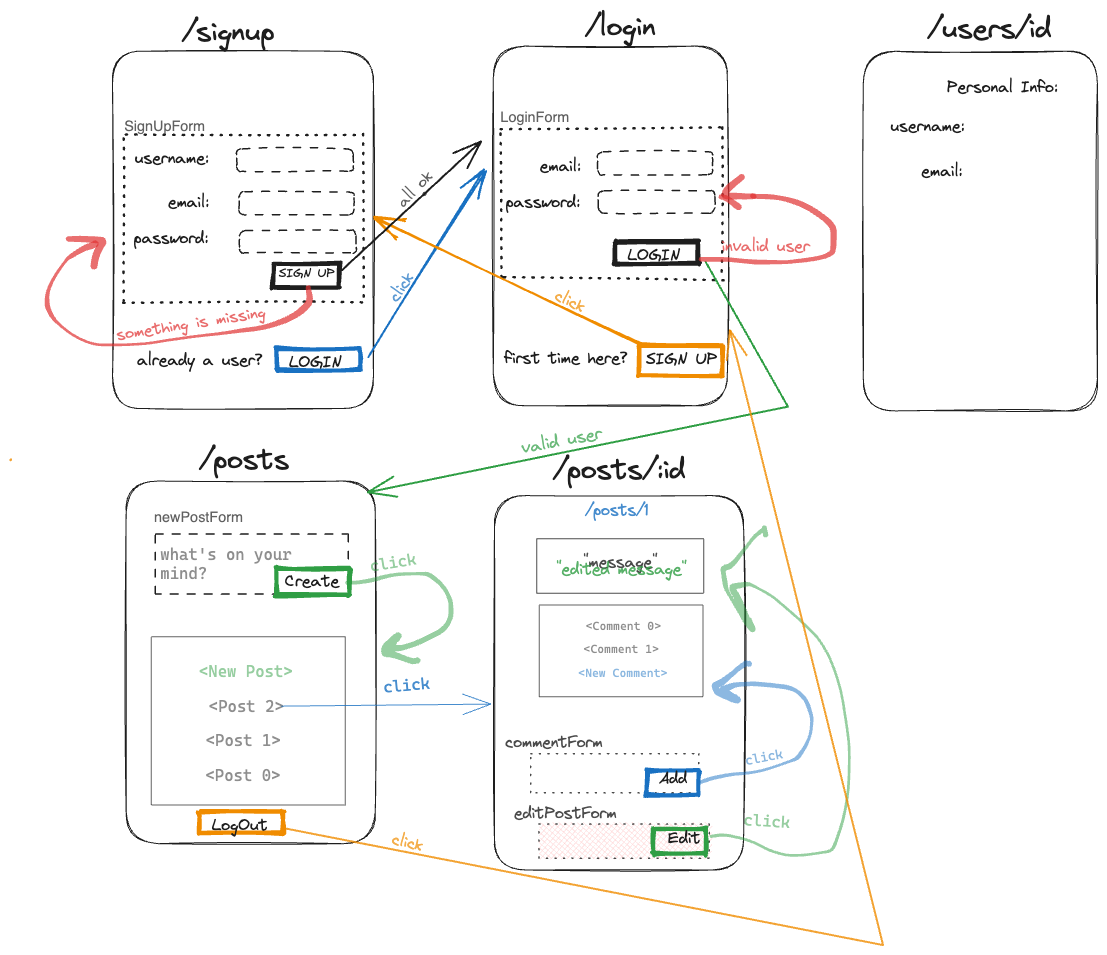 /signup
SignUpForm
username:
email:
password:
SIGN UP
something is missing
already a user?
LOGIN
all ok
click
/login
LoginForm
email:
password:
LOGIN
invalid user
click
first time here?
SIGN UP
/users/id
Personal Info:
username:
email:
valid user
/posts
newPostForm
what's on your
mind?
Create
click
<New Post>
<Post 2>
click
<Post 1>
<Post 0>
LogOut
click
/posts/:id
/posts/1
"message"
"edited message"
<Comment 0>
<Comment 1>
<New Comment>
commentForm
Add
click
editPostForm
Edit
click